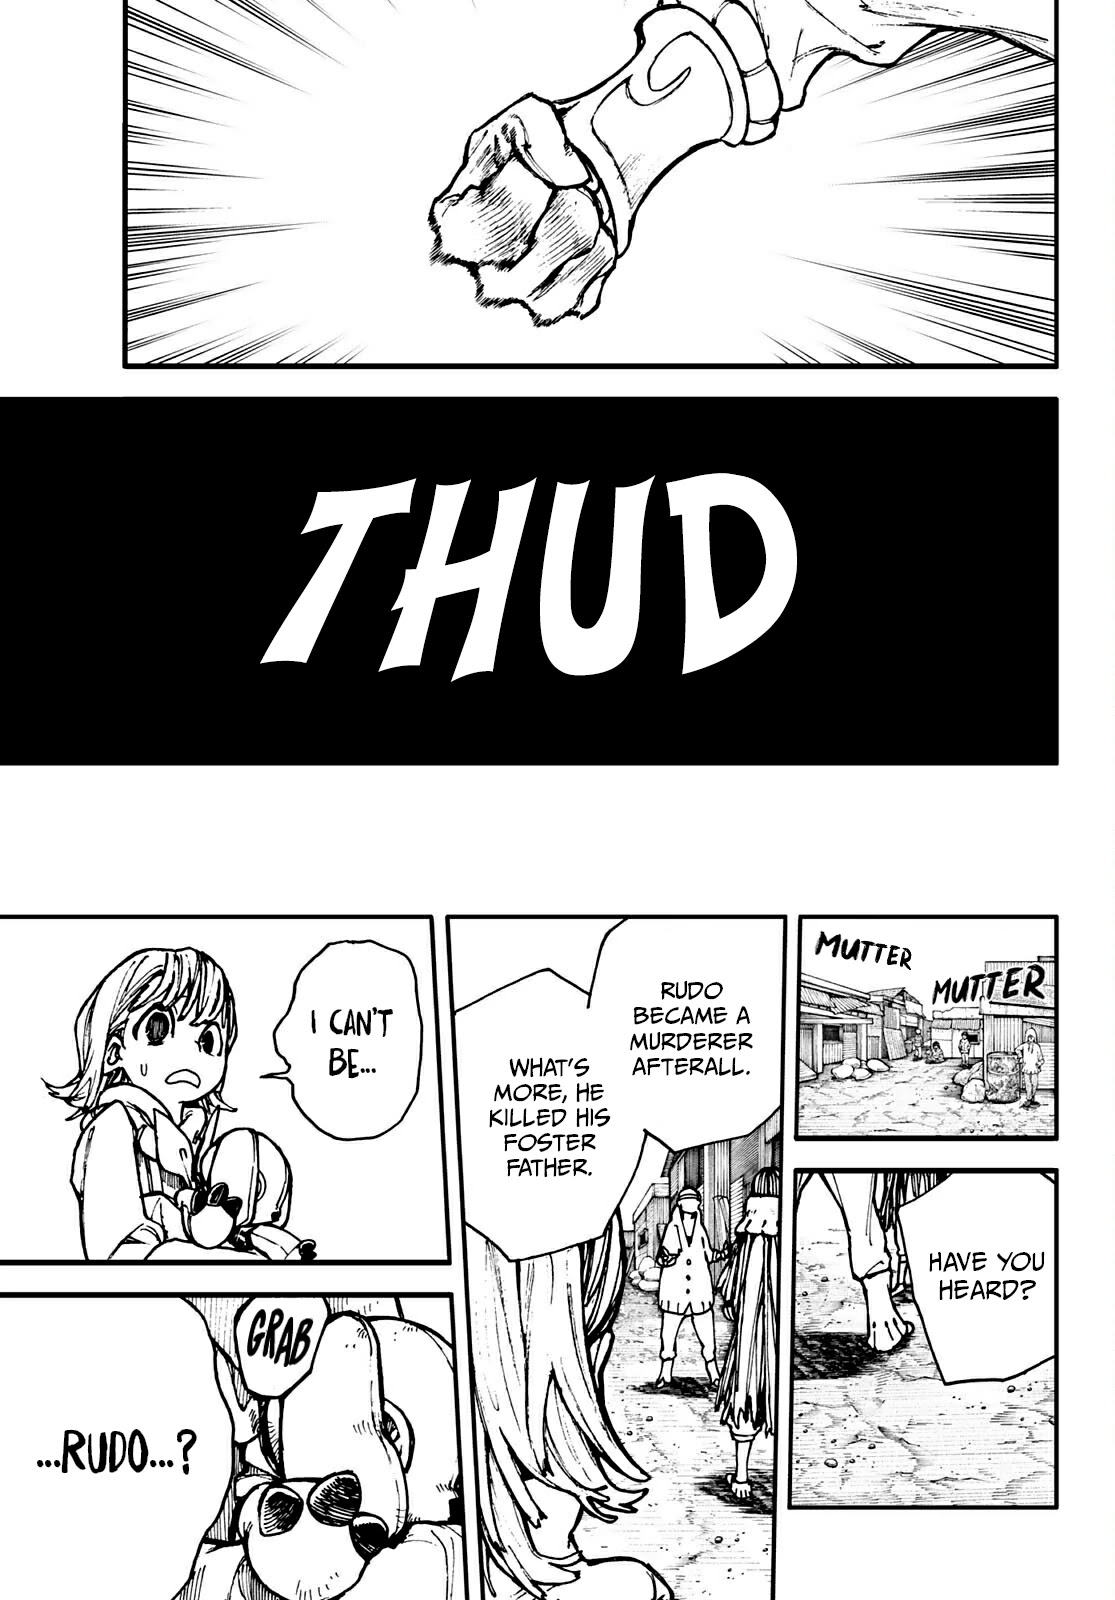 THUD
MUTTER
MUTTER
HAVE YOU
HEARD?
RUDO
BECAME A
MURDERER
AFTERALL.
WHAT'S
MORE, HE
KILLED HIS
FOSTER
FATHER.
I CAN'T
BE...
GRAB
...RUDO...?